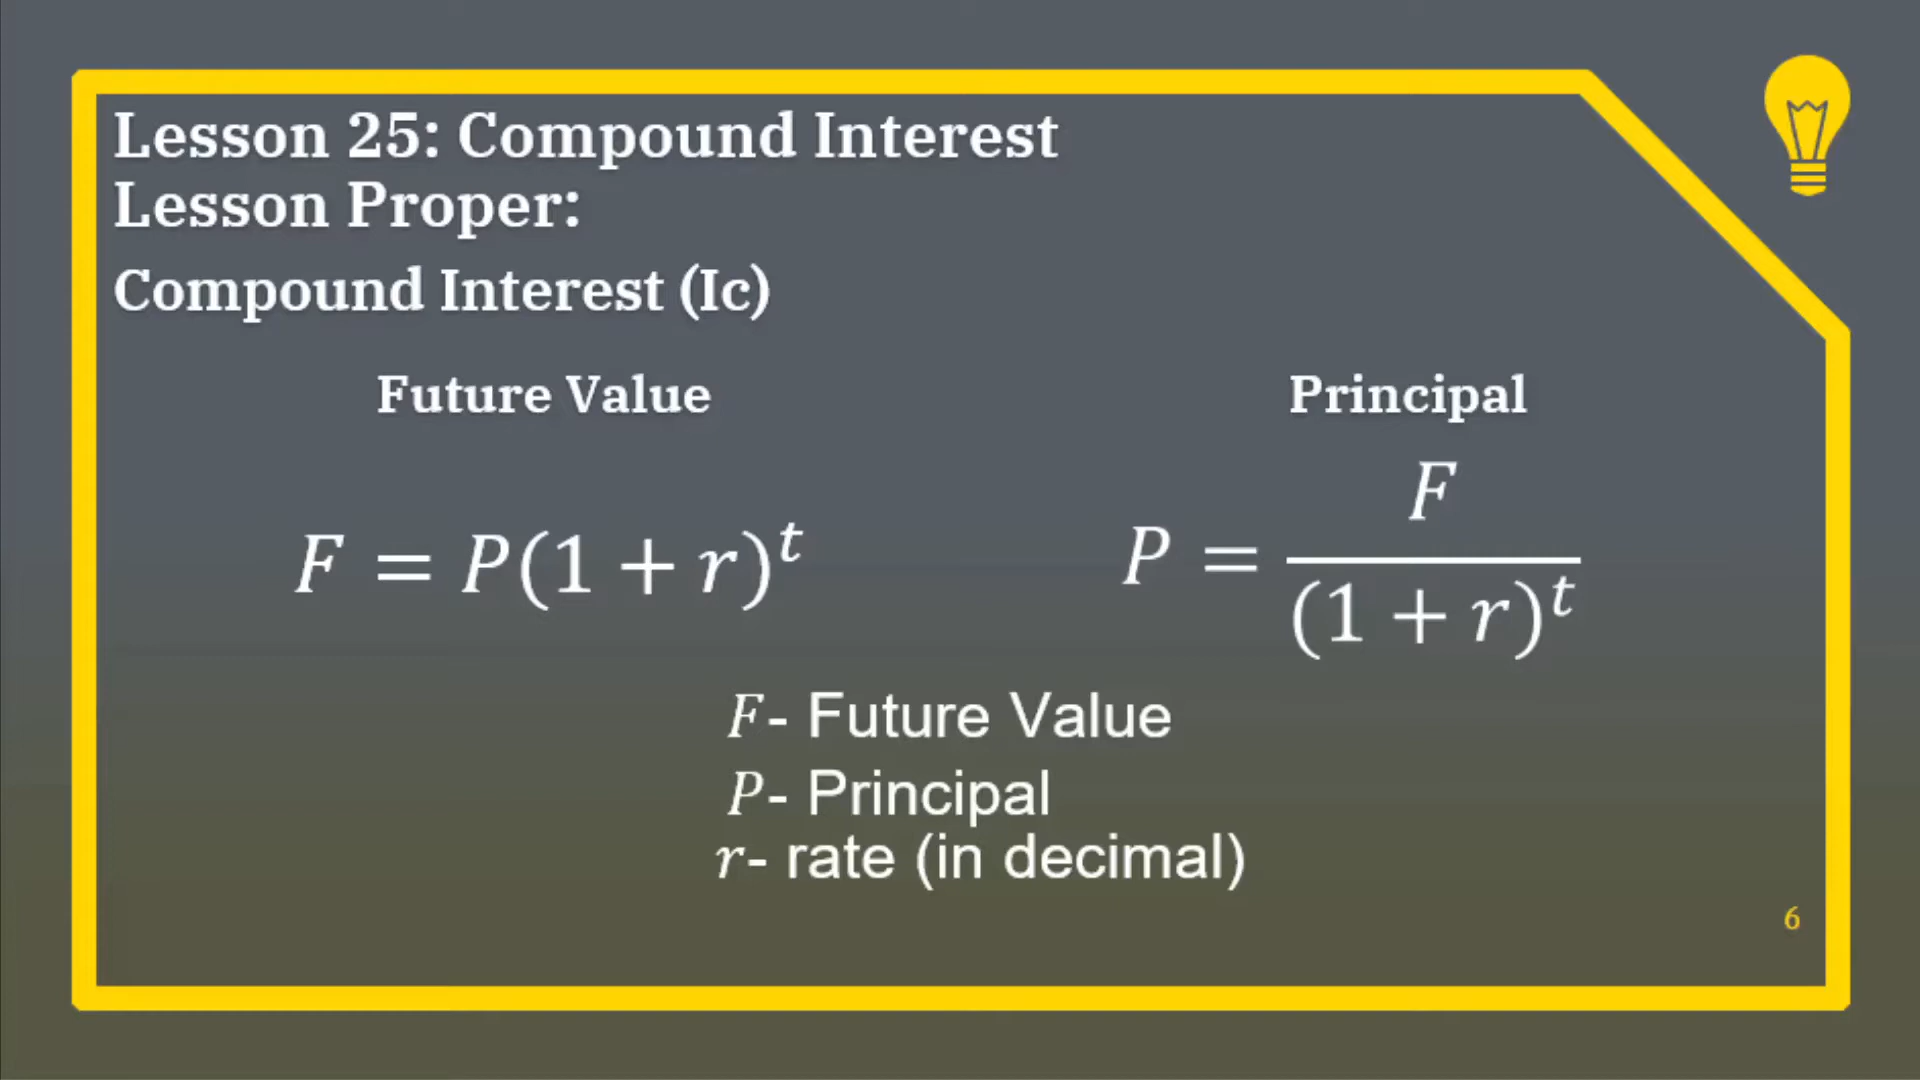 Lesson 25: Compound Interest
Lesson Proper:
Compound Interest (Ic)
Future Value
F = P(1 + r)^t
Principal
P = F / (1 + r)^t
F- Future Value
P- Principal
r- rate (in decimal)
6